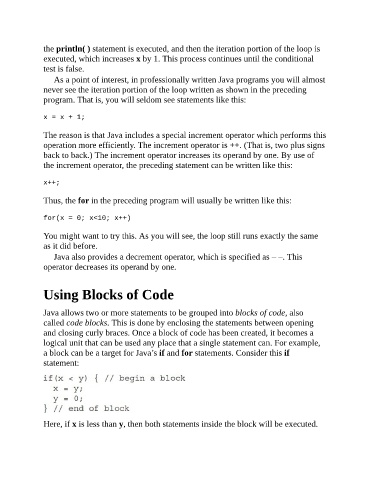 the println( ) statement is executed, and then the iteration portion of the loop is
executed, which increases x by 1. This process continues until the conditional
test is false.
As a point of interest, in professionally written Java programs you will almost
never see the iteration portion of the loop written as shown in the preceding
program. That is, you will seldom see statements like this:
x = x + 1;
The reason is that Java includes a special increment operator which performs this
operation more efficiently. The increment operator is ++. (That is, two plus signs
back to back.) The increment operator increases its operand by one. By use of
the increment operator, the preceding statement can be written like this:
x++;
Thus, the for in the preceding program will usually be written like this:
for(x = 0; x<10; x++)
You might want to try this. As you will see, the loop still runs exactly the same
as it did before.
Java also provides a decrement operator, which is specified as – –. This
operator decreases its operand by one.
Using Blocks of Code
Java allows two or more statements to be grouped into blocks of code, also
called code blocks. This is done by enclosing the statements between opening
and closing curly braces. Once a block of code has been created, it becomes a
logical unit that can be used any place that a single statement can. For example,
a block can be a target for Java's if and for statements. Consider this if
statement:
if(x < y) { // begin a block
x = y;
y = 0;
} // end of block
Here, if x is less than y, then both statements inside the block will be executed.